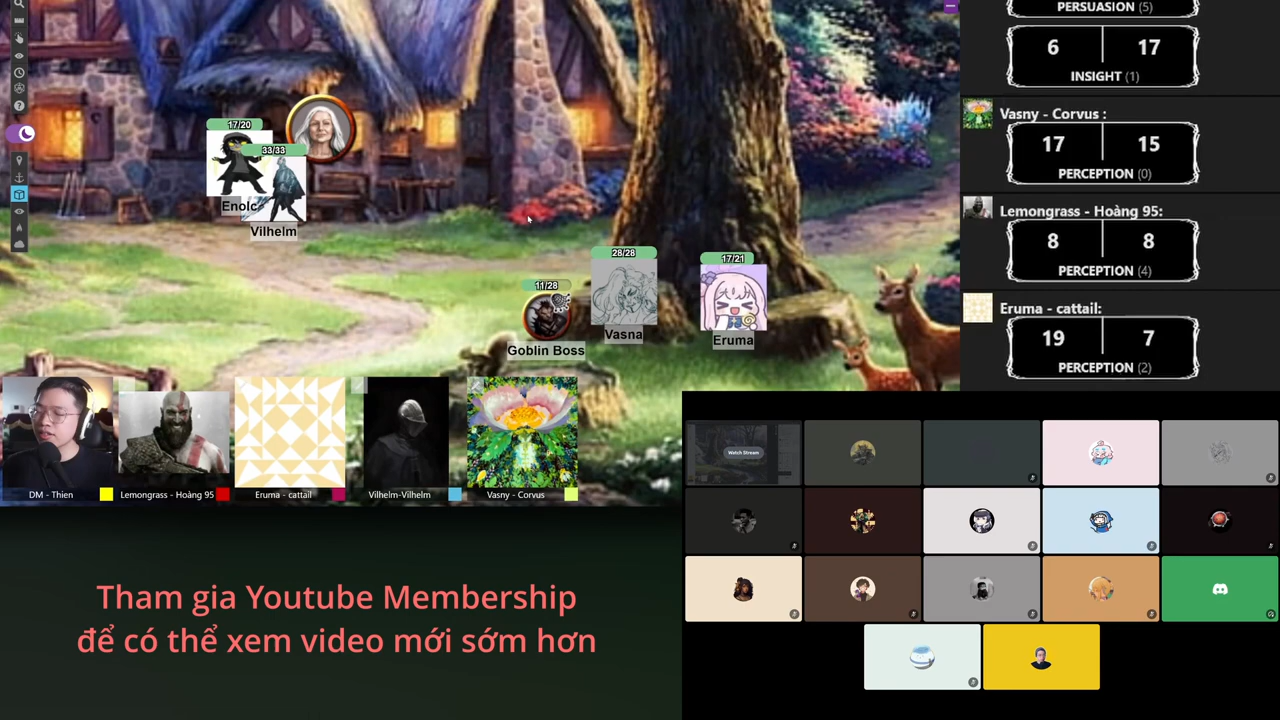 17/20
33/33
Enolc
Vilhelm
28/28
17/21
11/28
Vasna
Eruma
Goblin Boss
DM - Thien
Lemongrass - Hoàng 95
Eruma - cattail
Vilhelm-Vilhelm
Vasny - Corvus
PERSUASION (5)
6 17
INSIGHT (1)
Vasny - Corvus :
17 15
PERCEPTION (0)
Lemongrass - Hoàng 95:
8 8
PERCEPTION (4)
Eruma - cattail:
19 7
PERCEPTION (2)
Watch Stream
Tham gia Youtube Membership
để có thể xem video mới sớm hơn